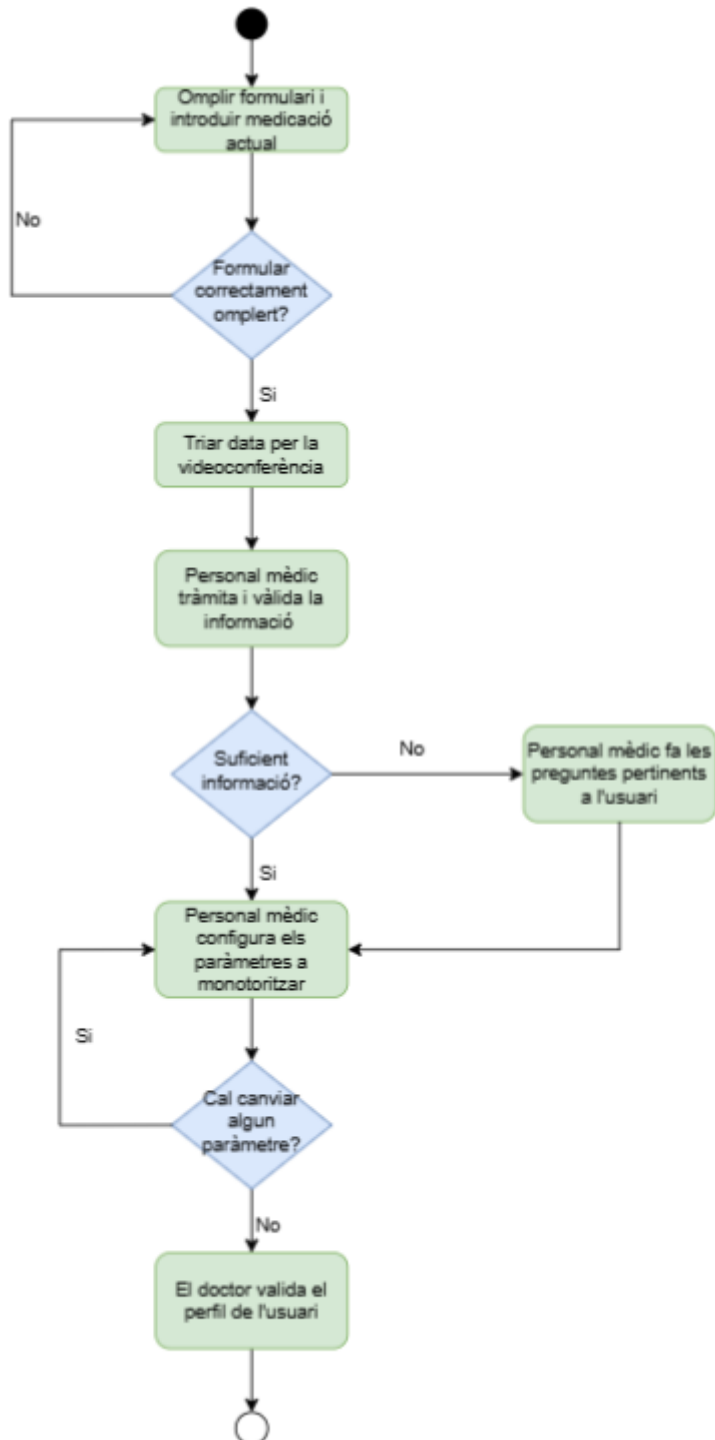 Omplir formulari i
introduir medicació
actual
No
Formular
correctament
omplert?
Si
Triar data per la
videoconferència
Personal mèdic
tràmita i vàlida la
informació
Suficient
informació?
No
Personal mèdic fa les
preguntes pertinents
a l'usuari
Si
Personal mèdic
configura els
paràmetres a
monotoritzar
Si
Cal canviar
algun
paràmetre?
No
El doctor valida el
perfil de l'usuari